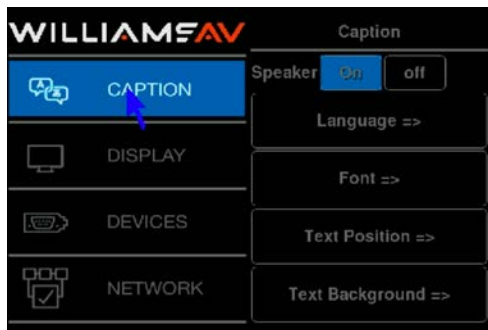 WILLIAMSAV
CAPTION
DISPLAY
DEVICES
NETWORK
Caption
Speaker On off
Language =>
Font =>
Text Position =>
Text Background =>